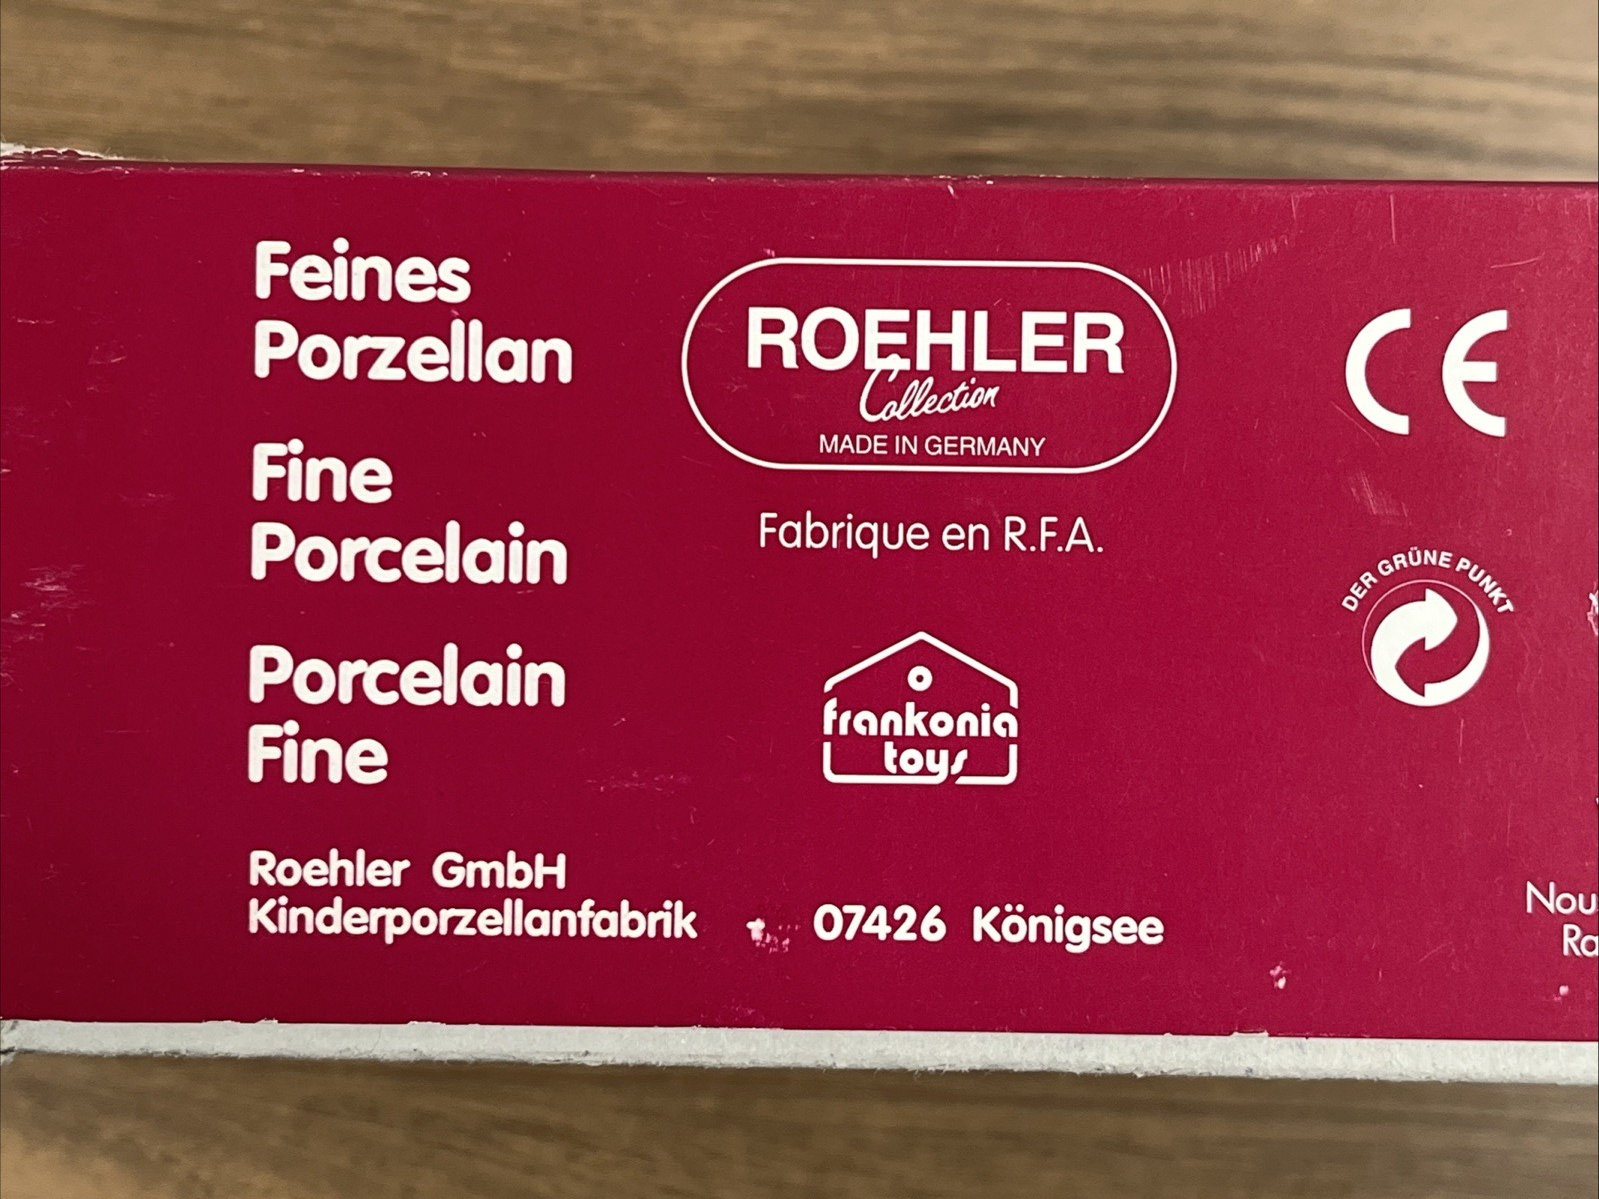 Feines
Porzellan
Fine
Porcelain
Porcelain
Fine
Roehler GmbH
Kinderporzellanfabrik
07426 Königsee
ROEHLER
Collection
MADE IN GERMANY
Fabrique en R.F.A.
frankonia
toys
CE
DER GRÜNE PUNKT